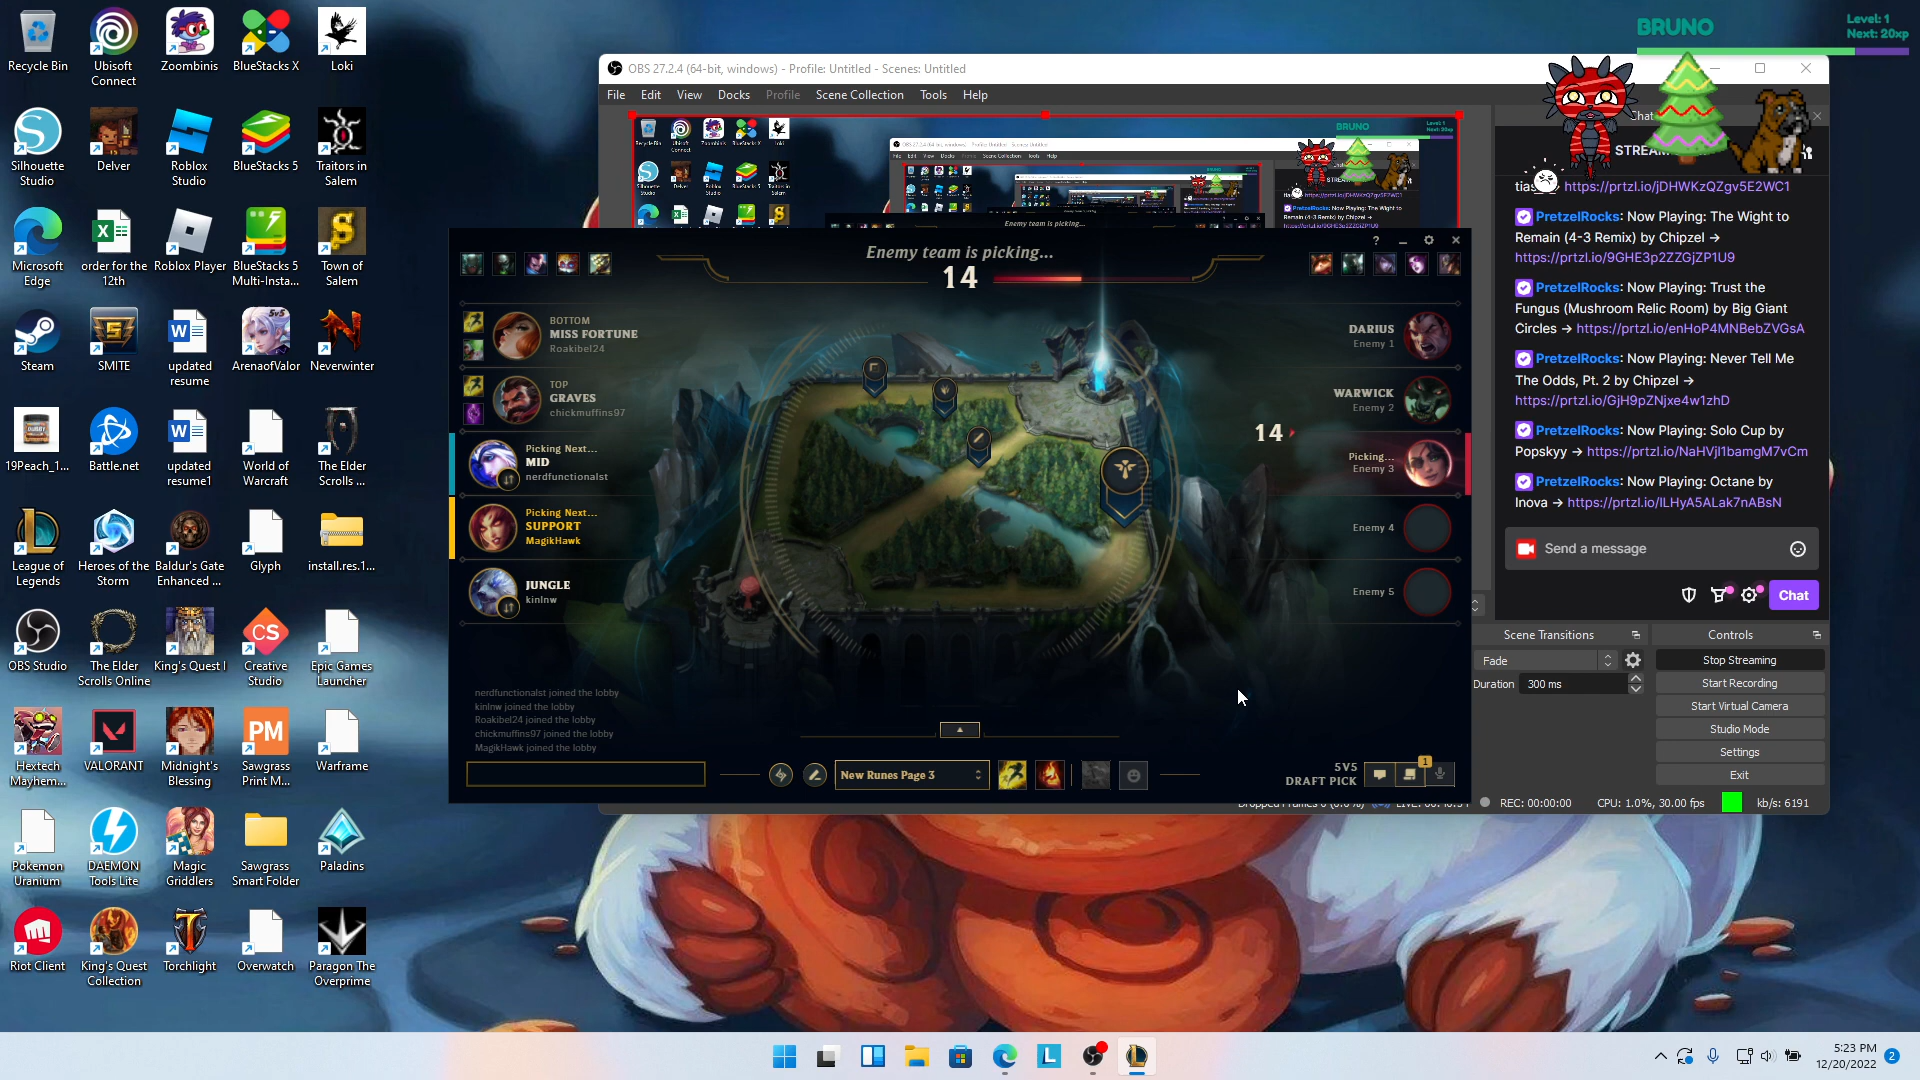 Recycle Bin
Ubisoft Connect
Zoombinis
BlueStacks X
Loki
Silhouette Studio
Delver
Roblox Studio
BlueStacks 5
Traitors in Salem
Microsoft Edge
order for the 12th
Roblox Player
BlueStacks 5 Multi-Insta...
Town of Salem
Steam
SMITE
updated resume
ArenaofValor
Neverwinter
19Peach_1...
Battle.net
updated resume1
World of Warcraft
The Elder Scrolls ...
League of Legends
Heroes of the Storm
Baldur's Gate Enhanced ...
Glyph
install.res.1...
OBS Studio
The Elder Scrolls Online
King's Quest I
Creative Studio
Epic Games Launcher
Hextech Mayhem...
VALORANT
Midnight's Blessing
Sawgrass Print M...
Warframe
Pokemon Uranium
DAEMON Tools Lite
Magic Griddlers
Sawgrass Smart Folder
Paladins
Riot Client
King's Quest Collection
Torchlight
Overwatch
Paragon The Overprime
BRUNO
Level: 1
Next: 20xp
OBS 27.2.4 (64-bit, windows) - Profile: Untitled - Scenes: Untitled
File Edit View Docks Profile Scene Collection Tools Help
Enemy team is picking...
14
BOTTOM
MISS FORTUNE
Roakibel24
TOP
GRAVES
chickmuffins97
Picking Next...
MID
nerdfunctionalst
Picking Next...
SUPPORT
MagikHawk
JUNGLE
kinlnw
DARIUS
Enemy 1
WARWICK
Enemy 2
14
Picking...
Enemy 3
Enemy 4
Enemy 5
nerdfunctionalst joined the lobby
kinlnw joined the lobby
Roakibel24 joined the lobby
chickmuffins97 joined the lobby
MagikHawk joined the lobby
New Runes Page 3
5V5
DRAFT PICK
1
https://prtzl.io/jDHWKzQZgv5E2WC1
PretzelRocks: Now Playing: The Wight to
Remain (4-3 Remix) by Chipzel →
https://prtzl.io/9GHE3p2ZZGjZP1U9
PretzelRocks: Now Playing: Trust the
Fungus (Mushroom Relic Room) by Big Giant
Circles → https://prtzl.io/enHoP4MNBebZVGsA
PretzelRocks: Now Playing: Never Tell Me
The Odds, Pt. 2 by Chipzel →
https://prtzl.io/GjH9pZNjxe4w1zhD
PretzelRocks: Now Playing: Solo Cup by
Popskyy → https://prtzl.io/NaHVjI1bamgM7vCm
PretzelRocks: Now Playing: Octane by
Inova → https://prtzl.io/ILHyA5ALak7nABsN
Send a message
Chat
Scene Transitions
Fade
Duration 300 ms
Controls
Stop Streaming
Start Recording
Start Virtual Camera
Studio Mode
Settings
Exit
REC: 00:00:00
CPU: 1.0%, 30.00 fps
kb/s: 6191
5:23 PM
12/20/2022
2